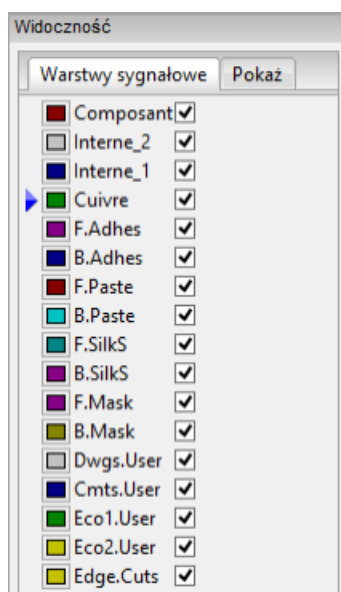 Widoczność
Warstwy sygnałowe Pokaż
Composant
Interne_2
Interne_1
Cuivre
F.Adhes
B.Adhes
F.Paste
B.Paste
F.SilkS
B.SilkS
F.Mask
B.Mask
Dwgs.User
Cmts.User
Eco1.User
Eco2.User
Edge.Cuts